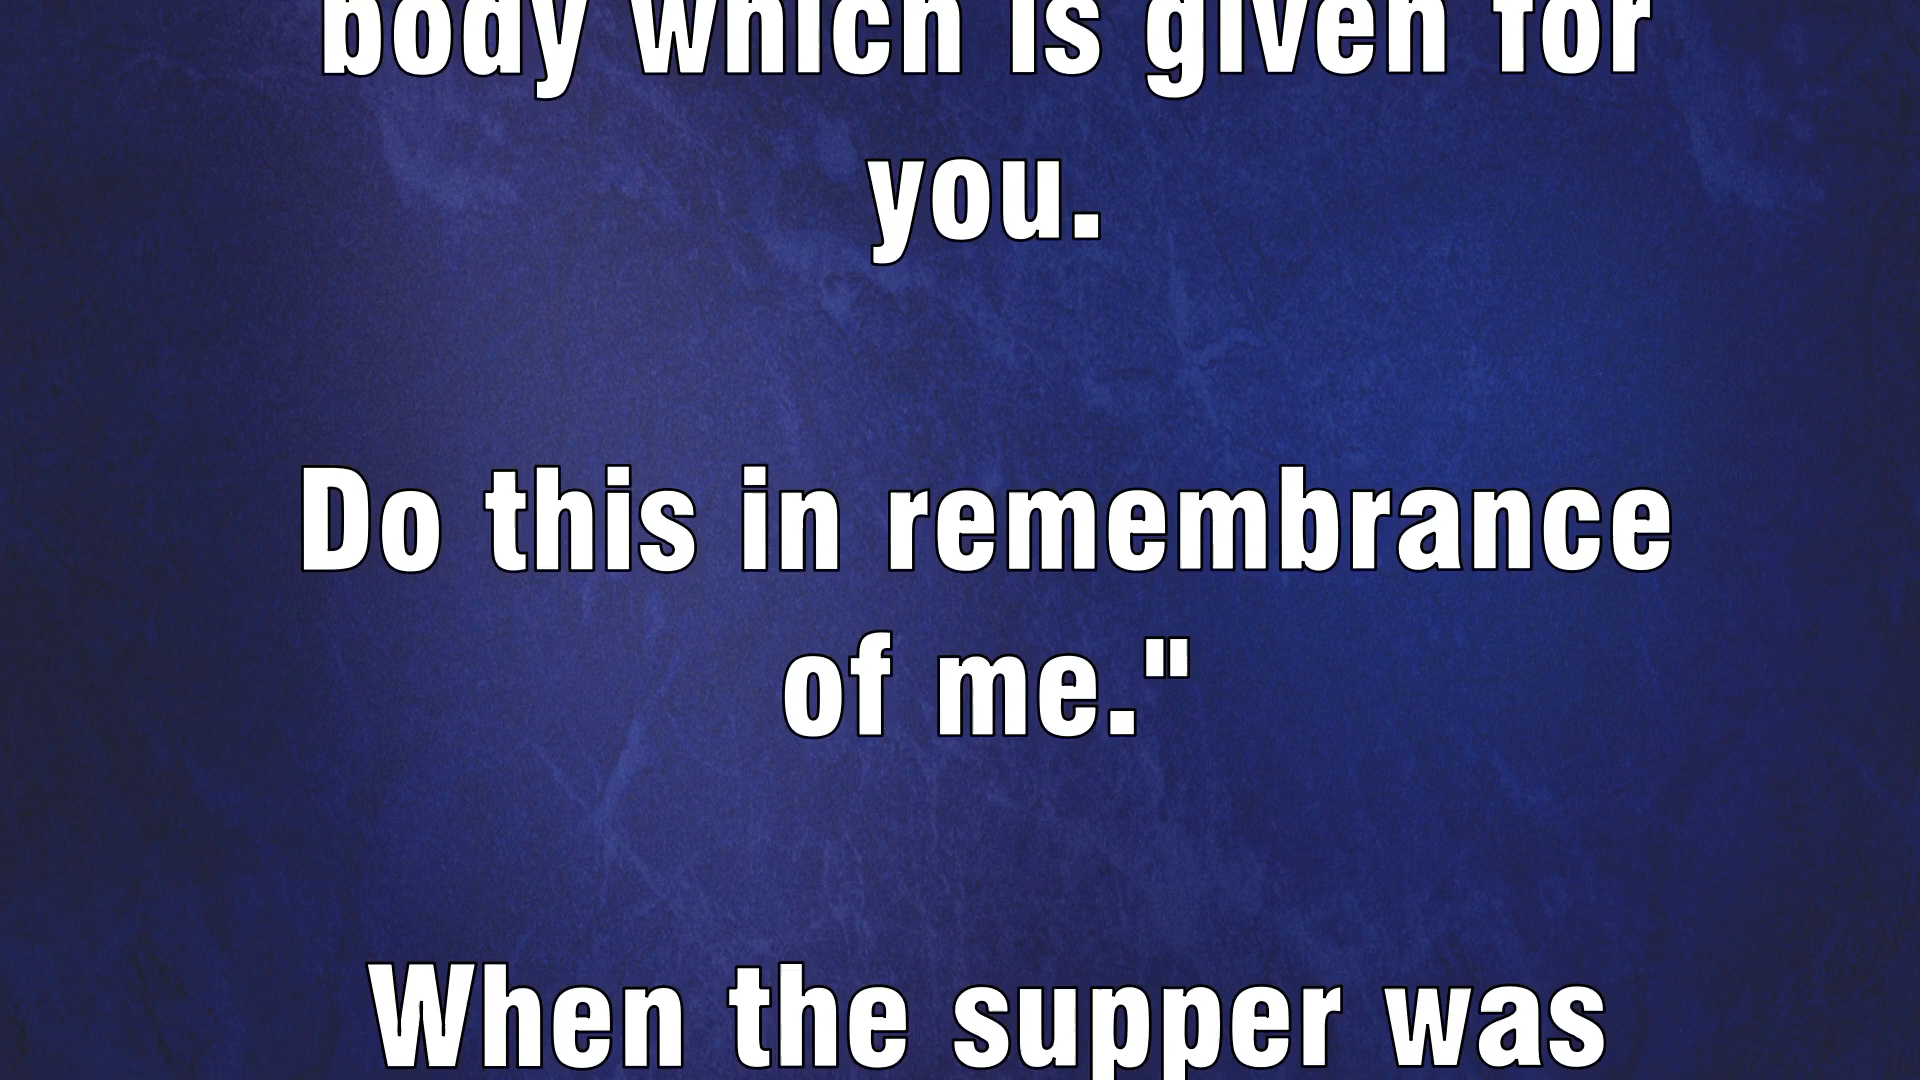 body which is given for
you.
Do this in remembrance
of me."
When the supper was